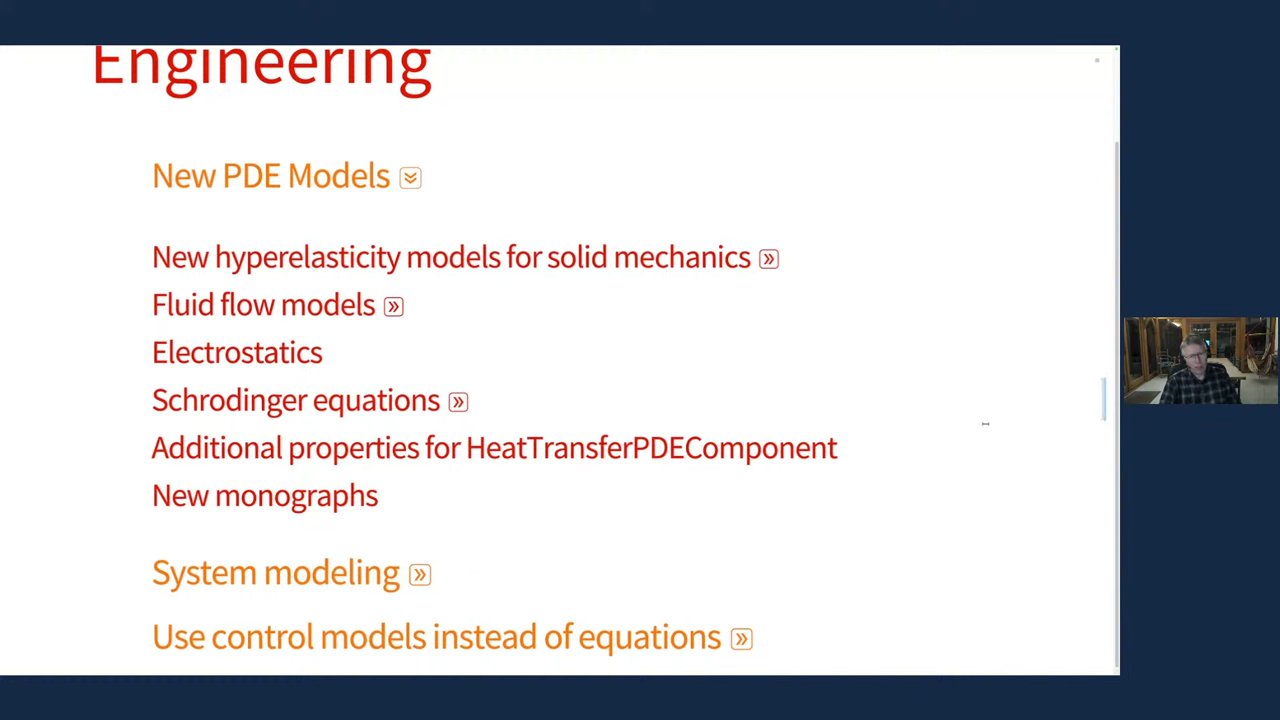 Engineering
New PDE Models
New hyperelasticity models for solid mechanics
Fluid flow models
Electrostatics
Schrodinger equations
Additional properties for HeatTransferPDEComponent
New monographs
System modeling
Use control models instead of equations